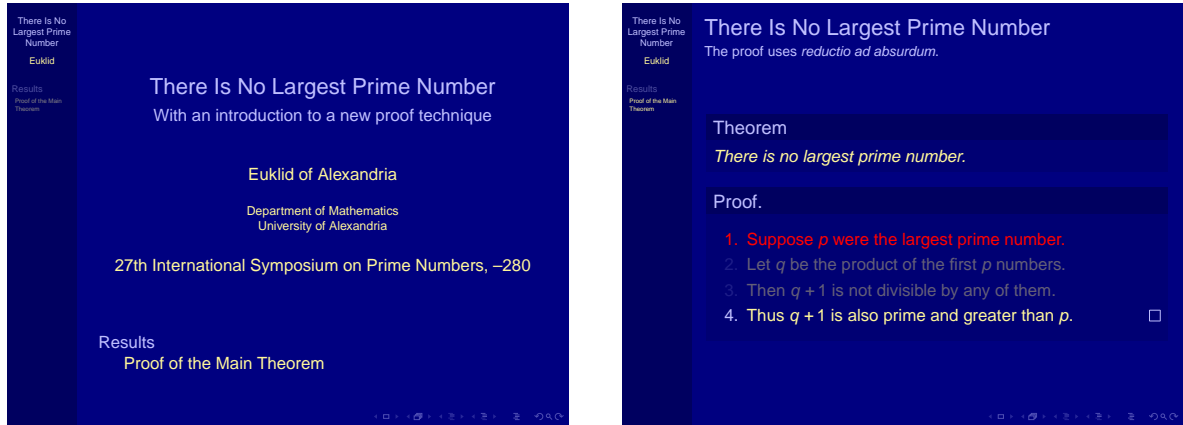 There Is No
Largest Prime
Number
Euklid
Results
Proof of the Main
Theorem
There Is No Largest Prime Number
With an introduction to a new proof technique
Euklid of Alexandria
Department of Mathematics
University of Alexandria
27th International Symposium on Prime Numbers, –280
Results
Proof of the Main Theorem
There Is No
Largest Prime
Number
Euklid
Results
Proof of the Main
Theorem
There Is No Largest Prime Number
The proof uses reductio ad absurdum.
Theorem
There is no largest prime number.
Proof.
1. Suppose p were the largest prime number.
2. Let q be the product of the first p numbers.
3. Then q + 1 is not divisible by any of them.
4. Thus q + 1 is also prime and greater than p. □